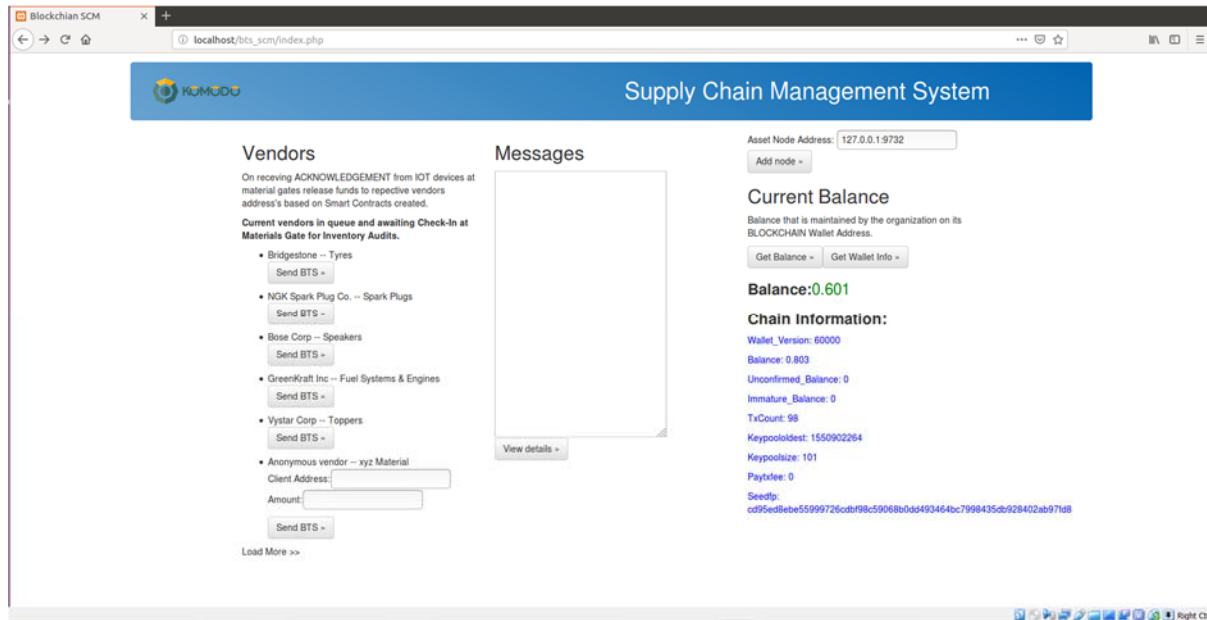 Blockchian SCM
localhost/bts_scm/index.php
KOMODO
Supply Chain Management System
Vendors
On receving ACKNOWLEDGEMENT from IOT devices at
material gates release funds to repective vendors
address's based on Smart Contracts created.
Current vendors in queue and awaiting Check-In at
Materials Gate for Inventory Audits.
• Bridgestone -- Tyres
Send BTS »
• NGK Spark Plug Co. -- Spark Plugs
Send BTS »
• Bose Corp -- Speakers
Send BTS »
• GreenKraft Inc -- Fuel Systems & Engines
Send BTS »
• Vystar Corp -- Toppers
Send BTS »
• Anonymous vendor -- xyz Material
Client Address:
Amount:
Send BTS »
Load More >>
Messages
View details »
Asset Node Address: 127.0.0.1:9732
Add node »
Current Balance
Balance that is maintained by the organization on its
BLOCKCHAIN Wallet Address.
Get Balance » Get Wallet Info »
Balance:0.601
Chain Information:
Wallet_Version: 60000
Balance: 0.803
Unconfirmed_Balance: 0
Immature_Balance: 0
TxCount: 98
Keypoololdest: 1550902264
Keypoolsize: 101
Paytxfee: 0
Seedfp:
cd95ed8ebe55999726cdbf98c59068b0dd493464bc7998435db928402ab97fd8
Right Ct